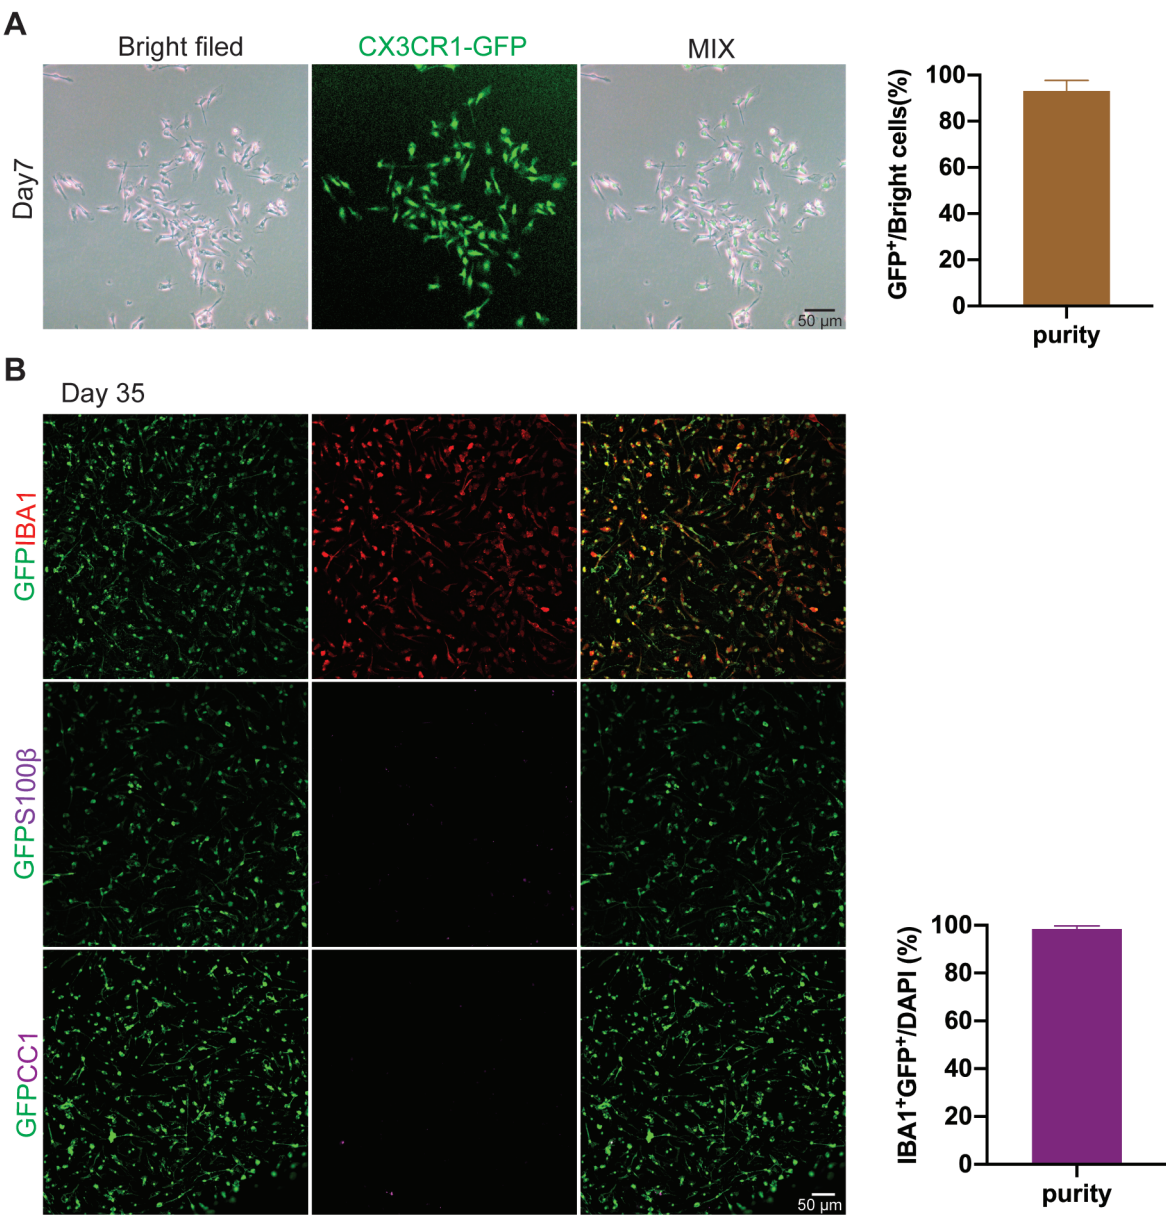 A
Bright filed
CX3CR1-GFP
MIX
Day7
50 µm
GFP+/Bright cells(%)
100
80
60
40
20
0
purity
B
Day 35
GFPIBA1
GFPS100β
GFPCC1
50 µm
IBA1+GFP+/DAPI (%)
100
80
60
40
20
0
purity